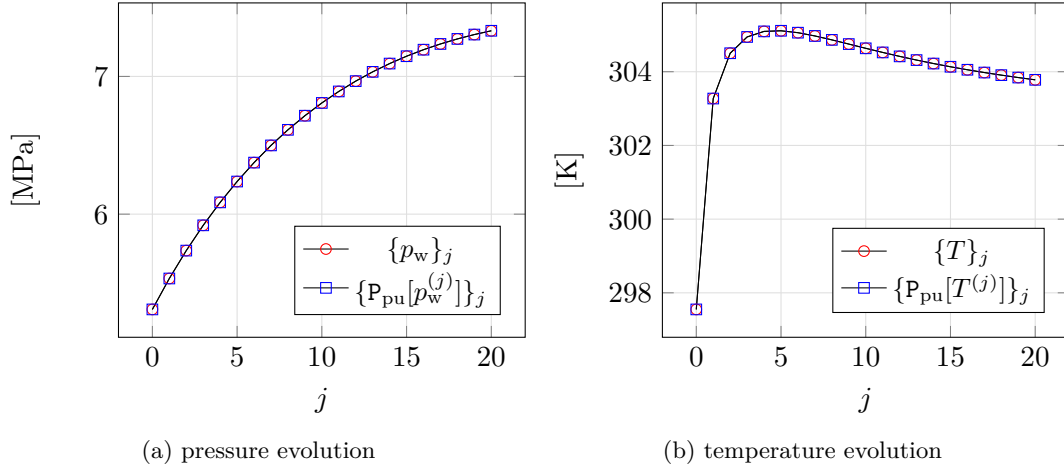 7
6
[MPa]
{p_w}_j
{P_pu[p_w^(j)]}_j
0 5 10 15 20
j
(a) pressure evolution
304
302
300
298
[K]
{T}_j
{P_pu[T^(j)]}_j
0 5 10 15 20
j
(b) temperature evolution